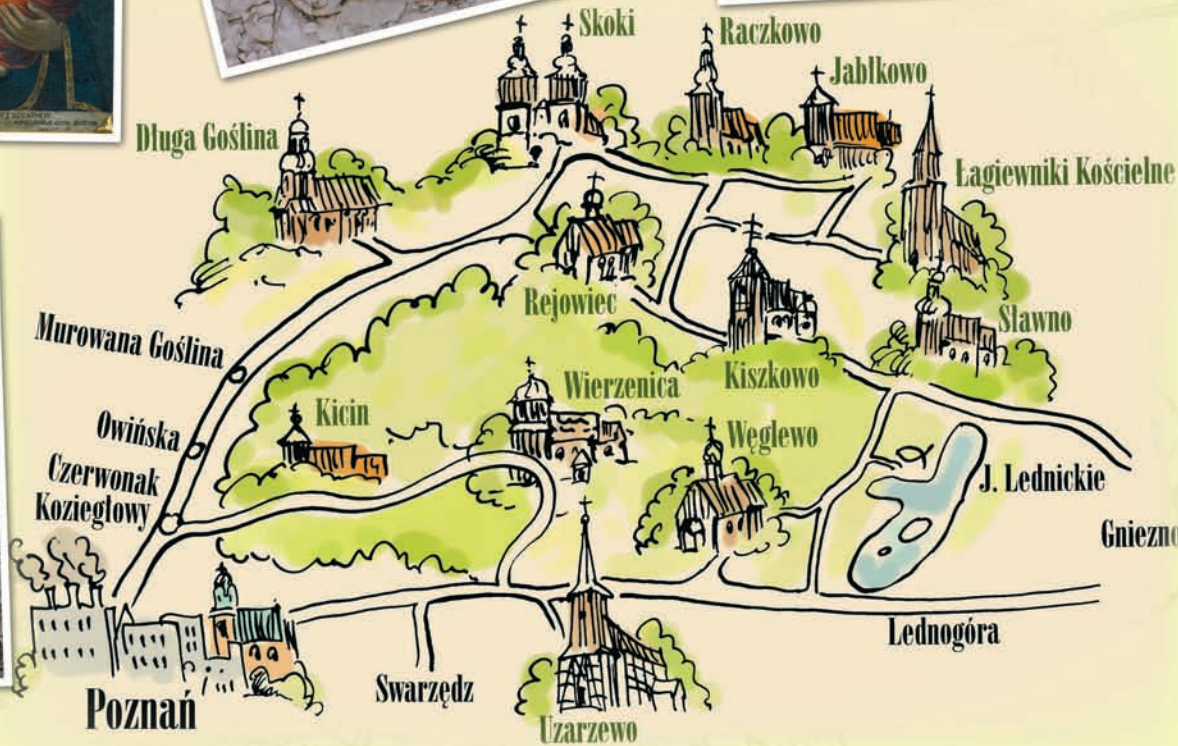 Skoki
Raczkowo
Jabłkowo
Długa Goślina
Łagiewniki Kościelne
Rejowiec
Sławno
Murowana Goślina
Wierzenica
Kiszkowo
Kicin
Owińska
Węglewo
Czerwonak
Koziegłowy
J. Lednickie
Gniezno
Lednogóra
Swarzędz
Poznań
Uzarzewo